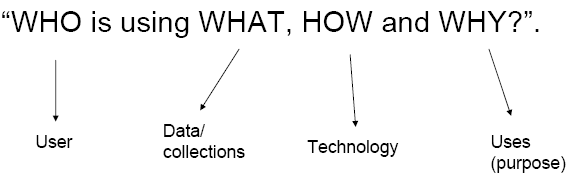 “WHO is using WHAT, HOW and WHY?”.
User
Data/
collections
Technology
Uses
(purpose)